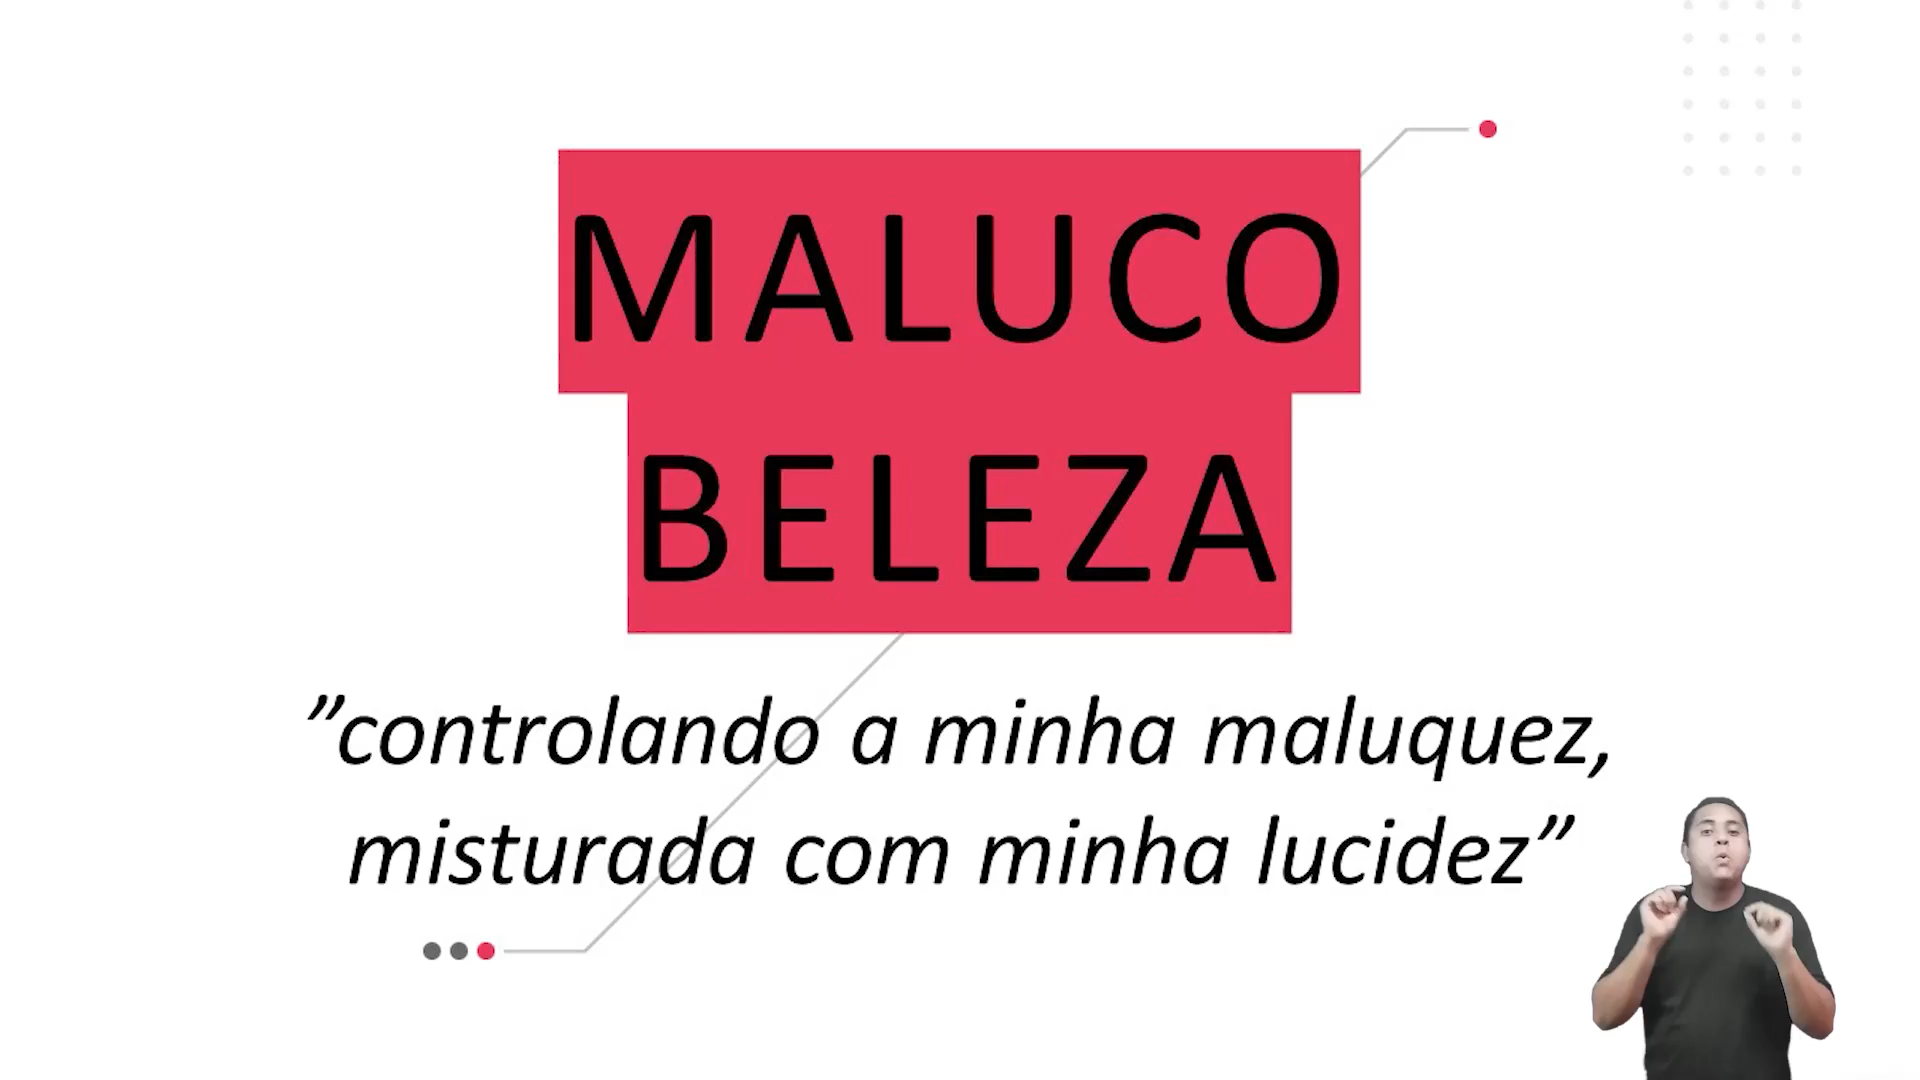 MALUCO
BELEZA
”controlando a minha maluquez,
misturada com minha lucidez”